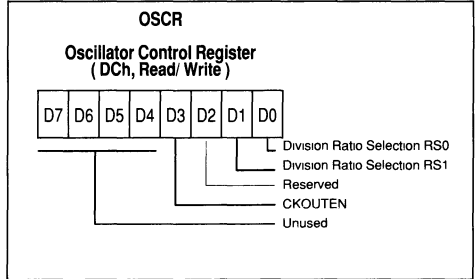 OSCR
Oscillator Control Register
( DCh, Read/ Write )
D7 D6 D5 D4 D3 D2 D1 D0
Division Ratio Selection RS0
Division Ratio Selection RS1
Reserved
CKOUTEN
Unused